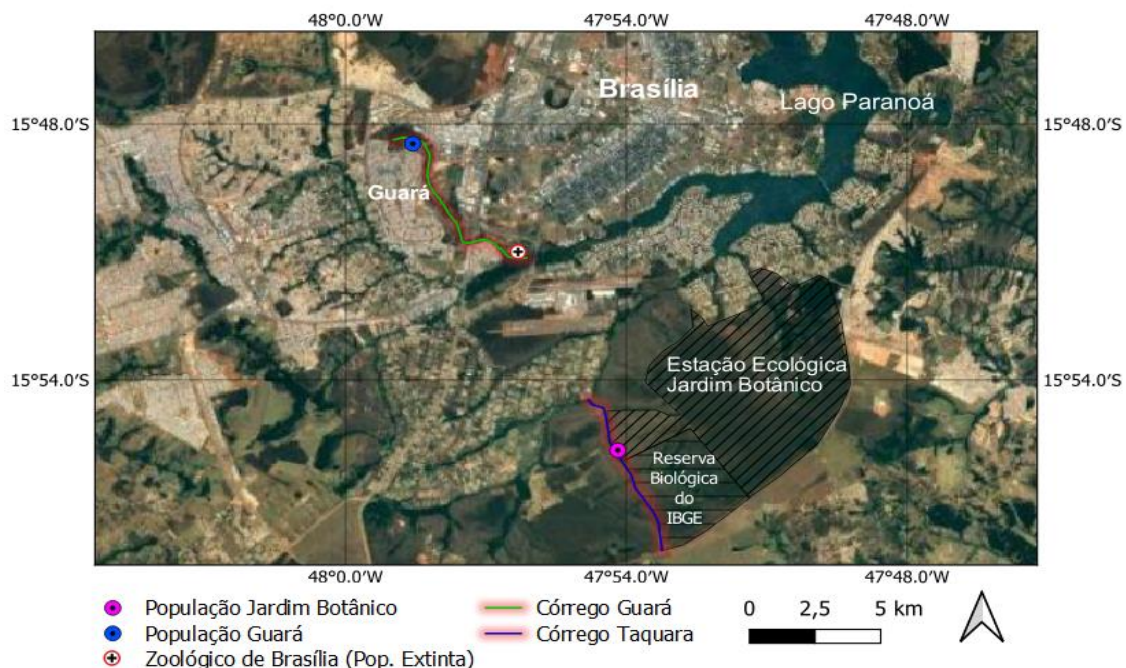 48°0.0'W 47°54.0'W 47°48.0'W
Brasília
Lago Paranoá
15°48.0'S 15°48.0'S
Guará
Estação Ecológica
Jardim Botânico
15°54.0'S 15°54.0'S
Reserva
Biológica
do
IBGE
48°0.0'W 47°54.0'W 47°48.0'W
População Jardim Botânico Córrego Guará 0 2,5 5 km
População Guará Córrego Taquara
Zoológico de Brasília (Pop. Extinta)